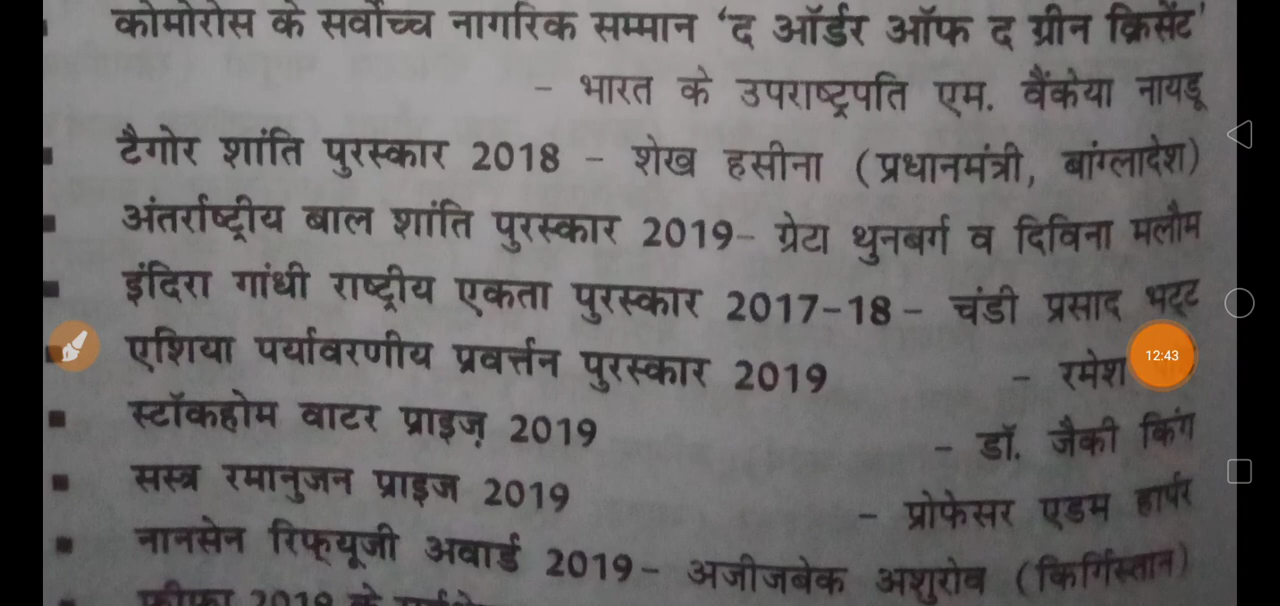 कोमोरोस के सर्वोच्च नागरिक सम्मान 'द ऑर्डर ऑफ द ग्रीन क्रिसेंट'
– भारत के उपराष्ट्रपति एम. वैंकेया नायडू
टैगोर शांति पुरस्कार 2018 – शेख हसीना (प्रधानमंत्री, बांग्लादेश)
अंतर्राष्ट्रीय बाल शांति पुरस्कार 2019– ग्रेटा थुनबर्ग व दिविना मलौम
इंदिरा गांधी राष्ट्रीय एकता पुरस्कार 2017-18 – चंडी प्रसाद भट्ट
एशिया पर्यावरणीय प्रवर्त्तन पुरस्कार 2019 – रमेश
12:43
स्टॉकहोम वाटर प्राइज़ 2019 – डॉ. जैकी किंग
सस्त्र रमानुजन प्राइज 2019 – प्रोफेसर एडम हार्पर
नानसेन रिफ्यूजी अवार्ड 2019– अजीजबेक अशुरोव (किर्गिस्तान)
2019 के